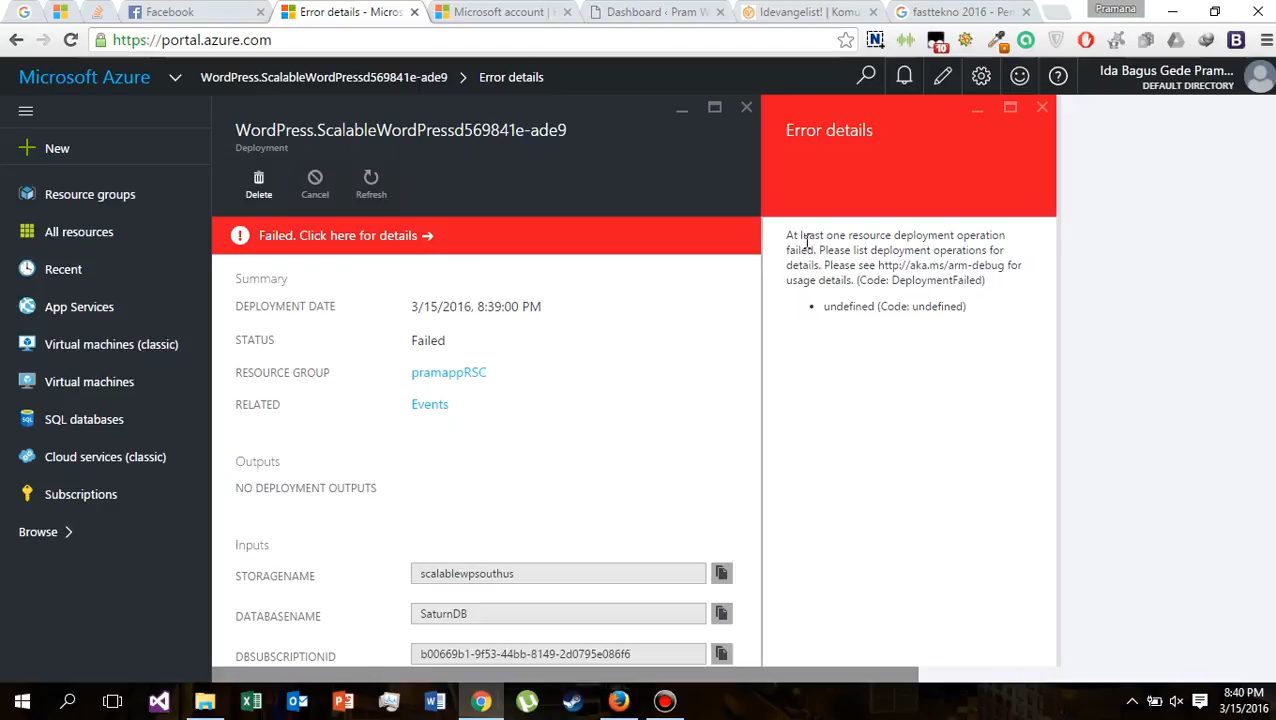 Facebook
Error details - Micros
Microsoft account |
Dashboard ‹ Pram W
Idevangelist! | Komu
fasttekno 2016 - Pen
Pramana
https://portal.azure.com
10
Microsoft Azure
WordPress.ScalableWordPressd569841e-ade9
Error details
Ida Bagus Gede Pram...
DEFAULT DIRECTORY
New
Resource groups
All resources
Recent
App Services
Virtual machines (classic)
Virtual machines
SQL databases
Cloud services (classic)
Subscriptions
Browse
WordPress.ScalableWordPressd569841e-ade9
Deployment
Delete
Cancel
Refresh
Failed. Click here for details →
Summary
DEPLOYMENT DATE
3/15/2016, 8:39:00 PM
STATUS
Failed
RESOURCE GROUP
pramappRSC
RELATED
Events
Outputs
NO DEPLOYMENT OUTPUTS
Inputs
STORAGENAME
scalablewpsouthus
DATABASENAME
SaturnDB
DBSUBSCRIPTIONID
b00669b1-9f53-44bb-8149-2d0795e086f6
Error details
At least one resource deployment operation
failed. Please list deployment operations for
details. Please see http://aka.ms/arm-debug for
usage details. (Code: DeploymentFailed)
• undefined (Code: undefined)
8:40 PM
3/15/2016